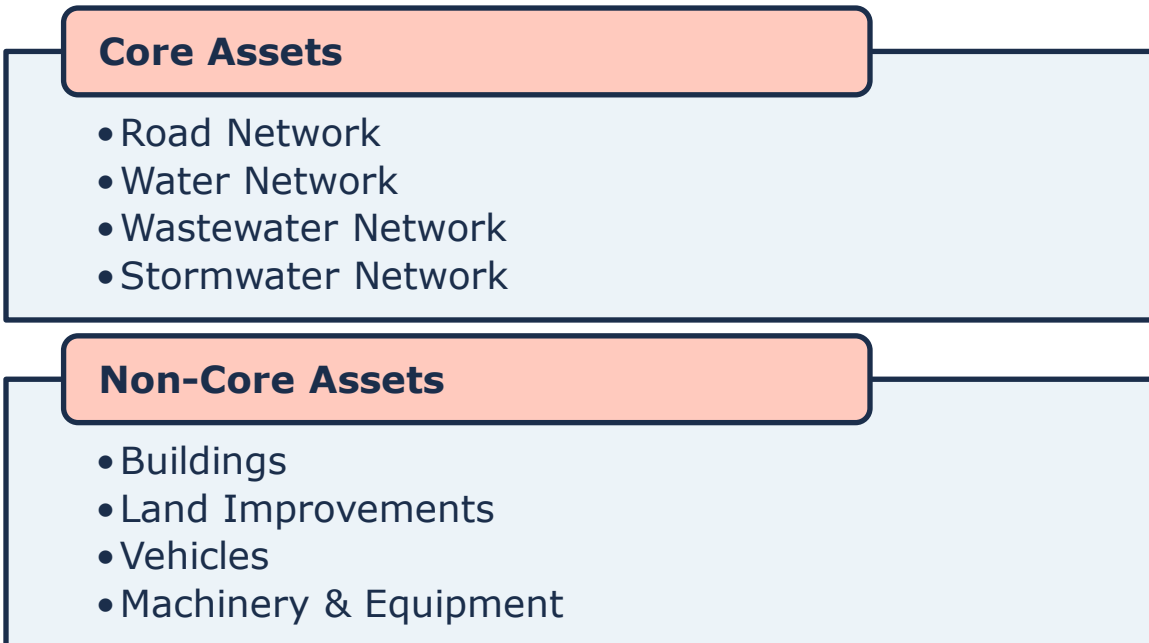 Core Assets
•Road Network
•Water Network
•Wastewater Network
•Stormwater Network
Non-Core Assets
•Buildings
•Land Improvements
•Vehicles
•Machinery & Equipment